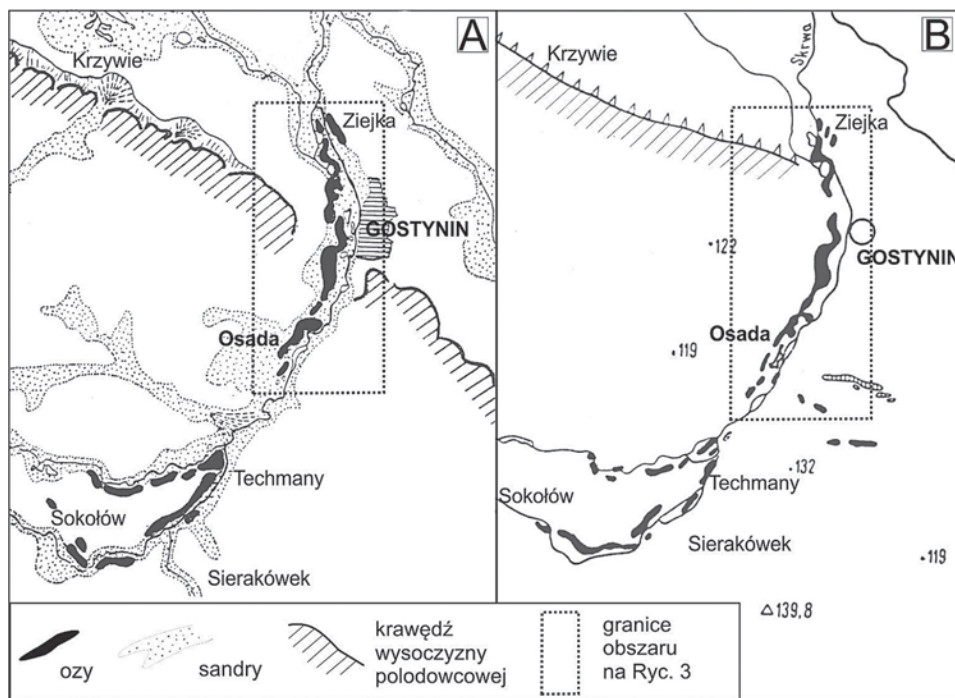 A
Krzywie
Ziejka
GOSTYNIN
Osada
Techmany
Sokołów
Sierakówek
B
Skrwa
Krzywie
Ziejka
122
GOSTYNIN
Osada
119
Techmany
132
Sokołów
Sierakówek
119
139,8
ozy
sandry
krawędź
wysoczyzny
polodowcowej
granice
obszaru
na Ryc. 3